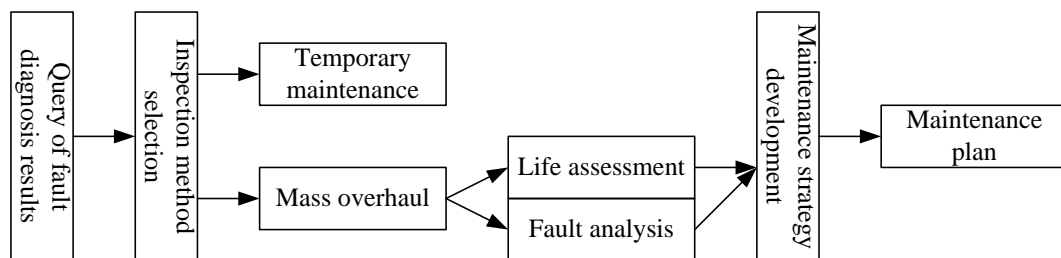 Query of fault
diagnosis results
Inspection method
selection
Temporary
maintenance
Mass overhaul
Life assessment
Fault analysis
Maintenance strategy
development
Maintenance
plan